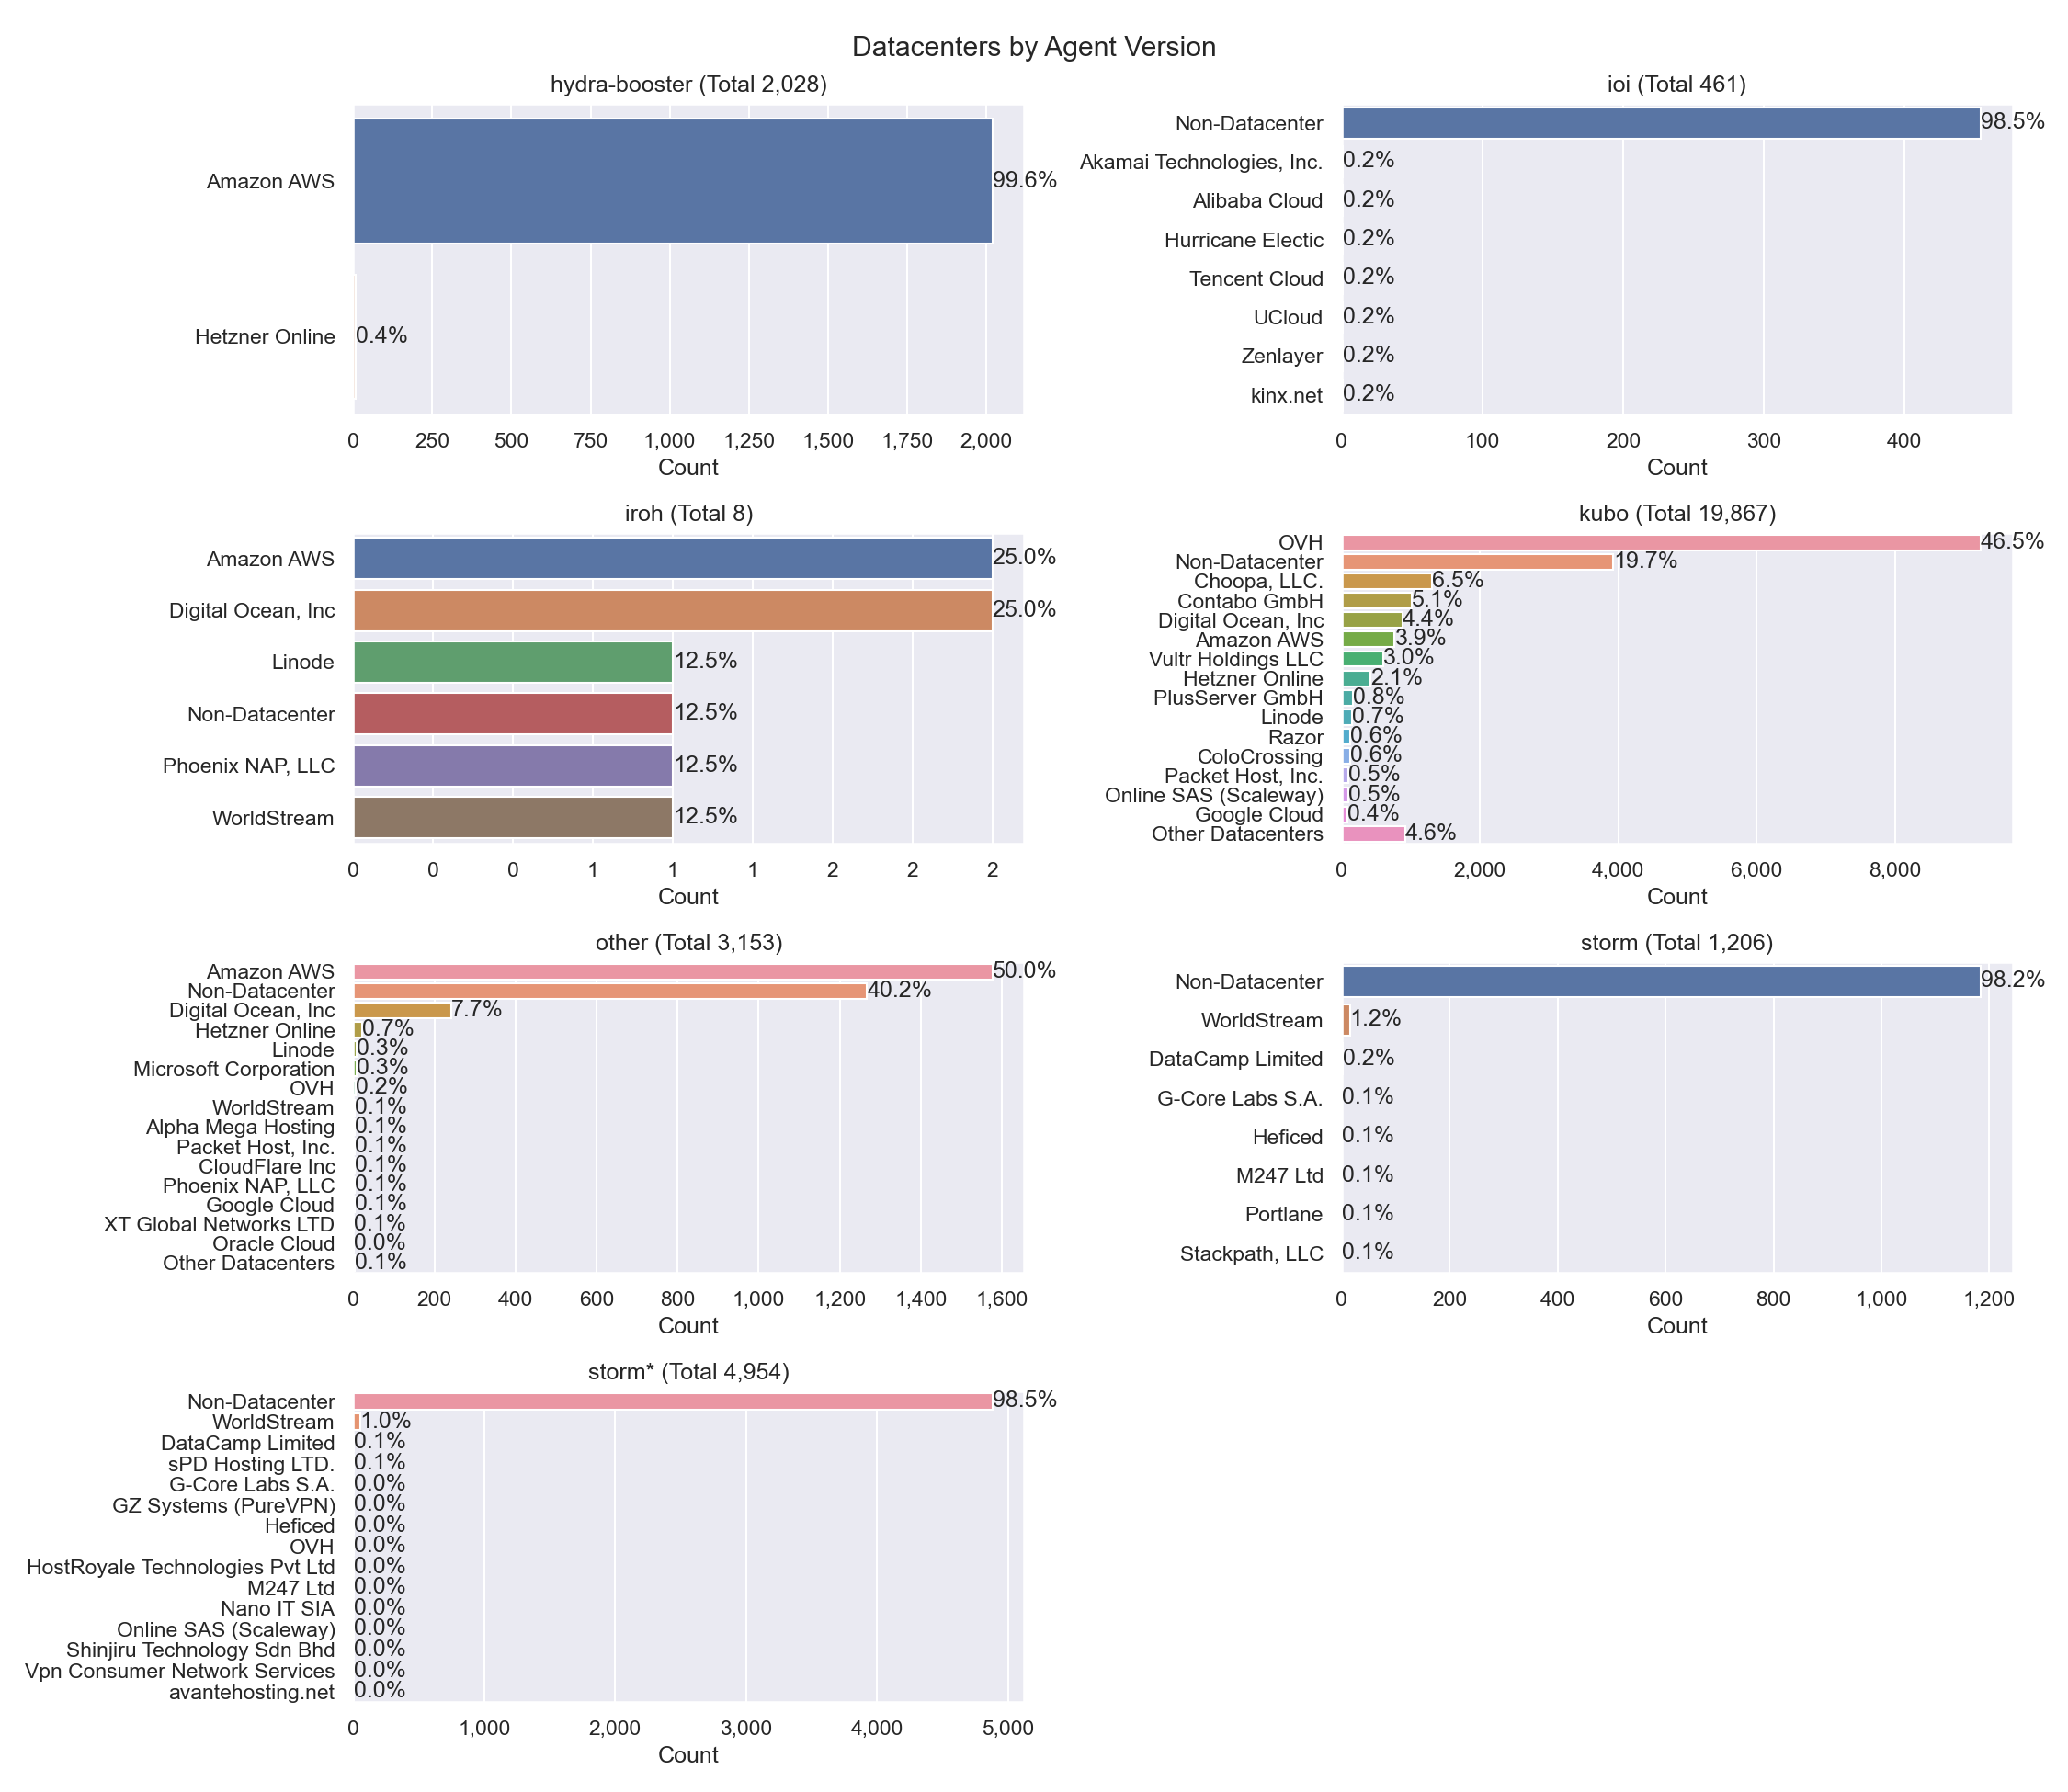 Datacenters by Agent Version
hydra-booster (Total 2,028)
Amazon AWS 99.6%
Hetzner Online 0.4%
0 250 500 750 1,000 1,250 1,500 1,750 2,000
Count
ioi (Total 461)
Non-Datacenter 98.5%
Akamai Technologies, Inc. 0.2%
Alibaba Cloud 0.2%
Hurricane Electic 0.2%
Tencent Cloud 0.2%
UCloud 0.2%
Zenlayer 0.2%
kinx.net 0.2%
0 100 200 300 400
Count
iroh (Total 8)
Amazon AWS 25.0%
Digital Ocean, Inc 25.0%
Linode 12.5%
Non-Datacenter 12.5%
Phoenix NAP, LLC 12.5%
WorldStream 12.5%
0 0 0 1 1 1 2 2 2
Count
kubo (Total 19,867)
OVH 46.5%
Non-Datacenter 19.7%
Choopa, LLC. 6.5%
Contabo GmbH 5.1%
Digital Ocean, Inc 4.4%
Amazon AWS 3.9%
Vultr Holdings LLC 3.0%
Hetzner Online 2.1%
PlusServer GmbH 0.8%
Linode 0.7%
Razor 0.6%
ColoCrossing 0.6%
Packet Host, Inc. 0.5%
Online SAS (Scaleway) 0.5%
Google Cloud 0.4%
Other Datacenters 4.6%
0 2,000 4,000 6,000 8,000
Count
other (Total 3,153)
Amazon AWS 50.0%
Non-Datacenter 40.2%
Digital Ocean, Inc 7.7%
Hetzner Online 0.7%
Linode 0.3%
Microsoft Corporation 0.3%
OVH 0.2%
WorldStream 0.1%
Alpha Mega Hosting 0.1%
Packet Host, Inc. 0.1%
CloudFlare Inc 0.1%
Phoenix NAP, LLC 0.1%
Google Cloud 0.1%
XT Global Networks LTD 0.1%
Oracle Cloud 0.0%
Other Datacenters 0.1%
0 200 400 600 800 1,000 1,200 1,400 1,600
Count
storm (Total 1,206)
Non-Datacenter 98.2%
WorldStream 1.2%
DataCamp Limited 0.2%
G-Core Labs S.A. 0.1%
Heficed 0.1%
M247 Ltd 0.1%
Portlane 0.1%
Stackpath, LLC 0.1%
0 200 400 600 800 1,000 1,200
Count
storm* (Total 4,954)
Non-Datacenter 98.5%
WorldStream 1.0%
DataCamp Limited 0.1%
sPD Hosting LTD. 0.1%
G-Core Labs S.A. 0.0%
GZ Systems (PureVPN) 0.0%
Heficed 0.0%
OVH 0.0%
HostRoyale Technologies Pvt Ltd 0.0%
M247 Ltd 0.0%
Nano IT SIA 0.0%
Online SAS (Scaleway) 0.0%
Shinjiru Technology Sdn Bhd 0.0%
Vpn Consumer Network Services 0.0%
avantehosting.net 0.0%
0 1,000 2,000 3,000 4,000 5,000
Count